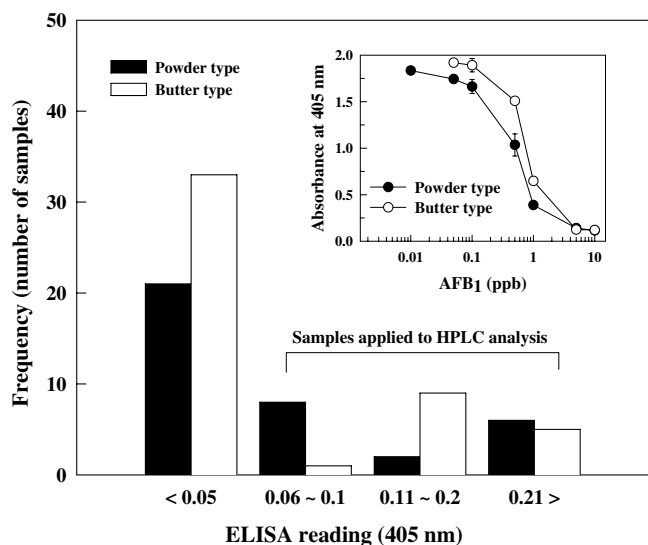 50
40
30
20
10
0
Frequency (number of samples)
Powder type
Butter type
2.0
1.5
1.0
0.5
0.0
Absorbance at 405 nm
Powder type
Butter type
0.01 0.1 1 10
AFB1 (ppb)
Samples applied to HPLC analysis
< 0.05 0.06 ~ 0.1 0.11 ~ 0.2 0.21 >
ELISA reading (405 nm)